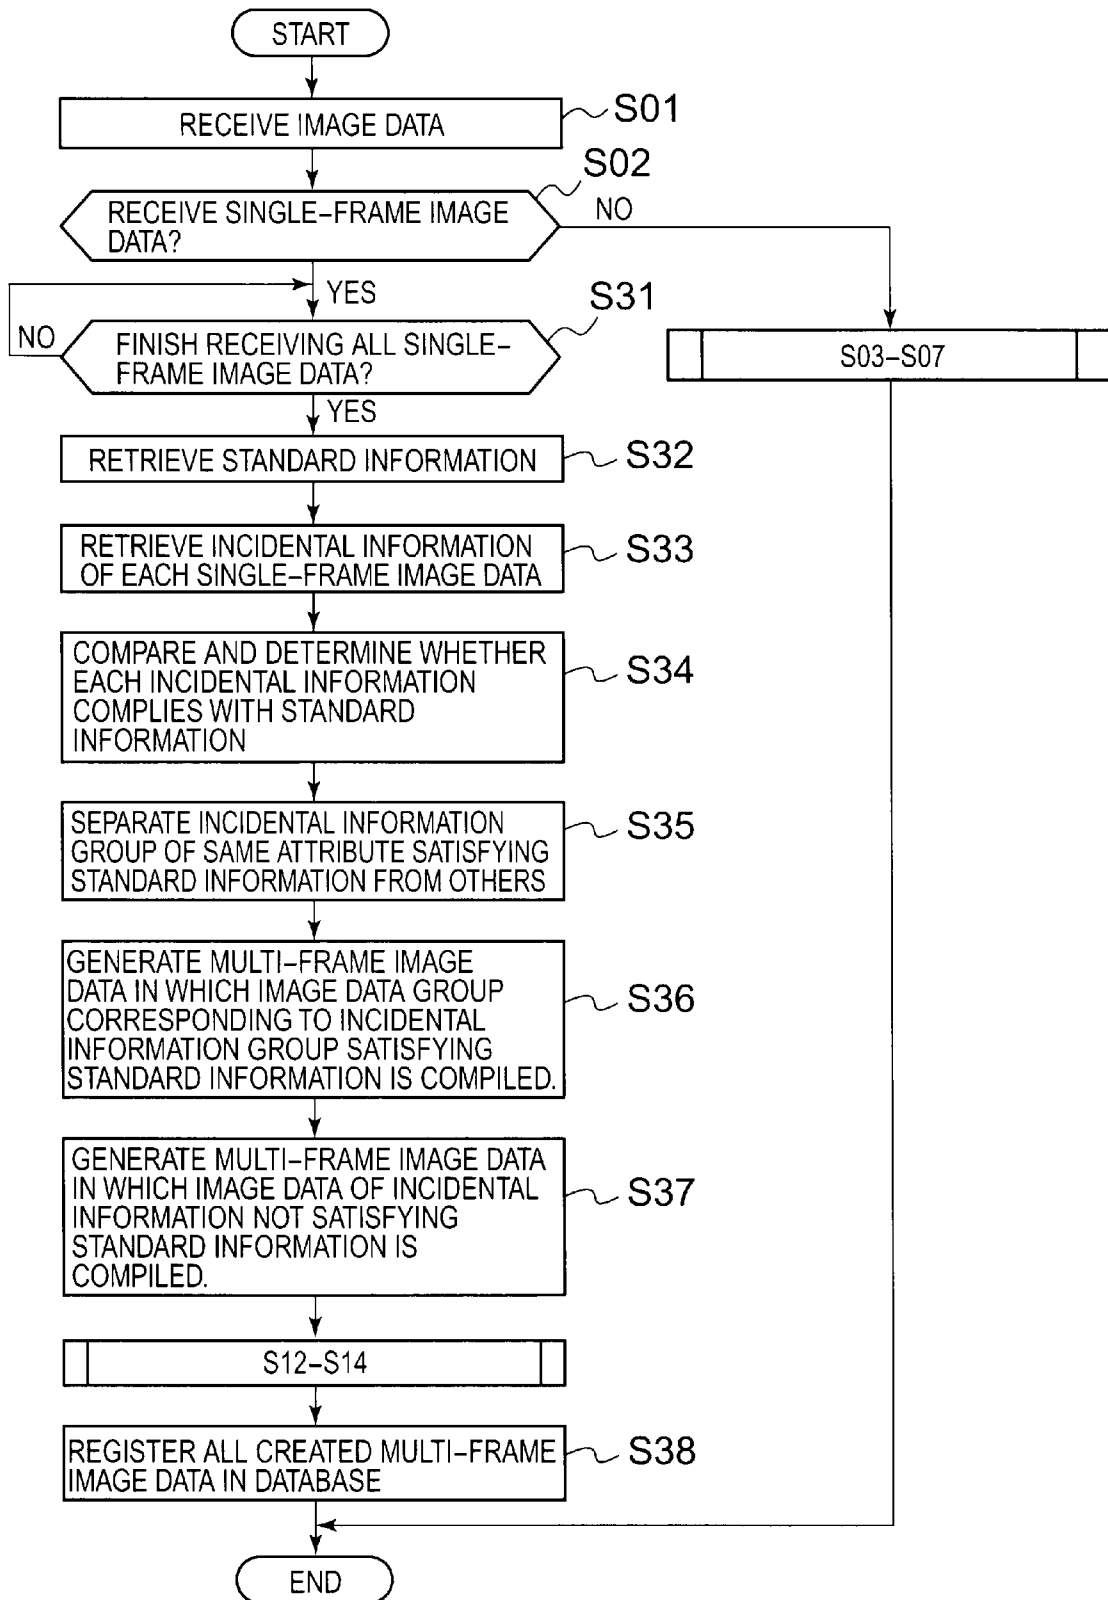 START
RECEIVE IMAGE DATA
S01
S02
RECEIVE SINGLE-FRAME IMAGE
DATA?
NO
YES
S31
NO
FINISH RECEIVING ALL SINGLE-
FRAME IMAGE DATA?
S03-S07
YES
RETRIEVE STANDARD INFORMATION
S32
RETRIEVE INCIDENTAL INFORMATION
OF EACH SINGLE-FRAME IMAGE DATA
S33
COMPARE AND DETERMINE WHETHER
EACH INCIDENTAL INFORMATION
COMPLIES WITH STANDARD
INFORMATION
S34
SEPARATE INCIDENTAL INFORMATION
GROUP OF SAME ATTRIBUTE SATISFYING
STANDARD INFORMATION FROM OTHERS
S35
GENERATE MULTI-FRAME IMAGE
DATA IN WHICH IMAGE DATA GROUP
CORRESPONDING TO INCIDENTAL
INFORMATION GROUP SATISFYING
STANDARD INFORMATION IS COMPILED.
S36
GENERATE MULTI-FRAME IMAGE DATA
IN WHICH IMAGE DATA OF INCIDENTAL
INFORMATION NOT SATISFYING
STANDARD INFORMATION IS
COMPILED.
S37
S12-S14
REGISTER ALL CREATED MULTI-FRAME
IMAGE DATA IN DATABASE
S38
END